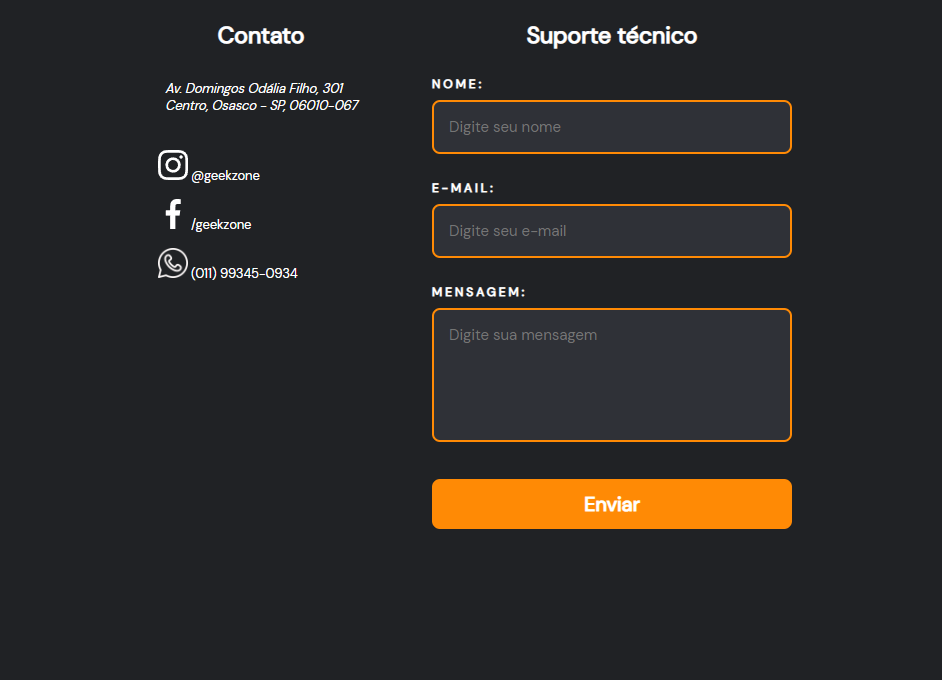 Contato
Av. Domingos Odália Filho, 301
Centro, Osasco - SP, 06010-067
@geekzone
/geekzone
(011) 99345-0934
Suporte técnico
NOME:
Digite seu nome
E-MAIL:
Digite seu e-mail
MENSAGEM:
Digite sua mensagem
Enviar